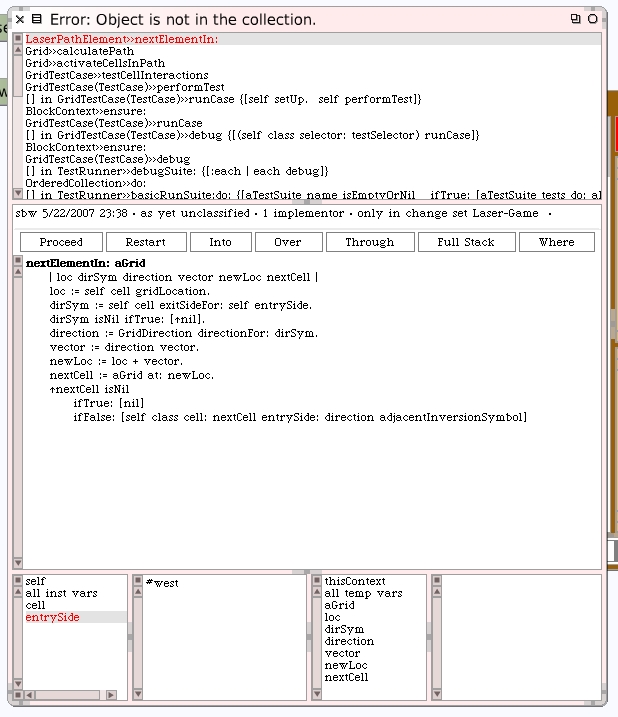 Error: Object is not in the collection.
LaserPathElement>>nextElementIn:
Grid>>calculatePath
Grid>>activateCellsInPath
GridTestCase>>testCellInteractions
GridTestCase(TestCase)>>performTest
[] in GridTestCase(TestCase)>>runCase {[self setUp. self performTest]}
BlockContext>>ensure:
GridTestCase(TestCase)>>runCase
[] in GridTestCase(TestCase)>>debug {[(self class selector: testSelector) runCase]}
BlockContext>>ensure:
GridTestCase(TestCase)>>debug
[] in TestRunner>>debugSuite: {[:each | each debug]}
OrderedCollection>>do:
[] in TestRunner>>basicRunSuite:do: {[aTestSuite name isEmptyOrNil ifTrue: [aTestSuite tests do: a]
sbw 5/22/2007 23:38 · as yet unclassified · 1 implementor · only in change set Laser-Game ·
Proceed Restart Into Over Through Full Stack Where
nextElementIn: aGrid
| loc dirSym direction vector newLoc nextCell |
loc := self cell gridLocation.
dirSym := self cell exitSideFor: self entrySide.
dirSym isNil ifTrue: [↑nil].
direction := GridDirection directionFor: dirSym.
vector := direction vector.
newLoc := loc + vector.
nextCell := aGrid at: newLoc.
↑nextCell isNil
ifTrue: [nil]
ifFalse: [self class cell: nextCell entrySide: direction adjacentInversionSymbol]
self
all inst vars
cell
entrySide
#west
thisContext
all temp vars
aGrid
loc
dirSym
direction
vector
newLoc
nextCell